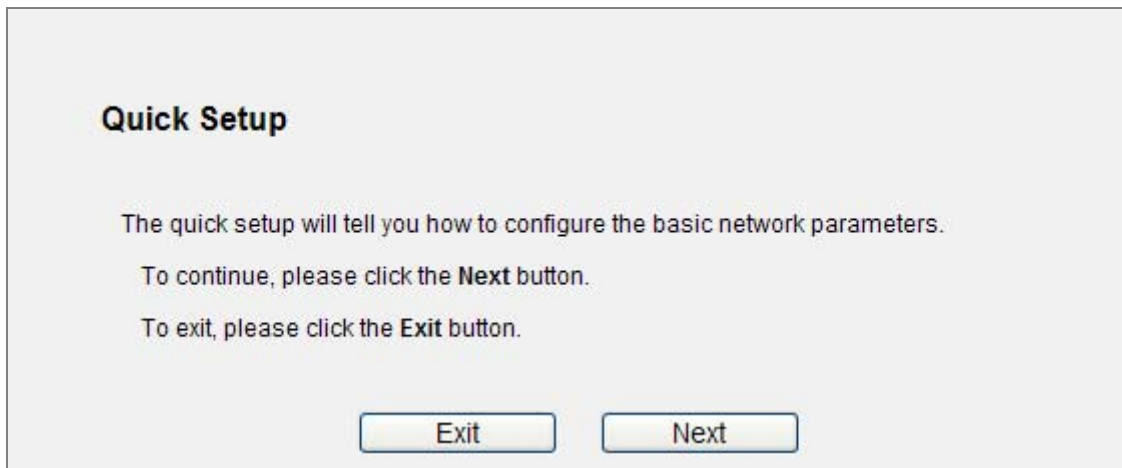 Quick Setup
The quick setup will tell you how to configure the basic network parameters.
To continue, please click the Next button.
To exit, please click the Exit button.
Exit Next